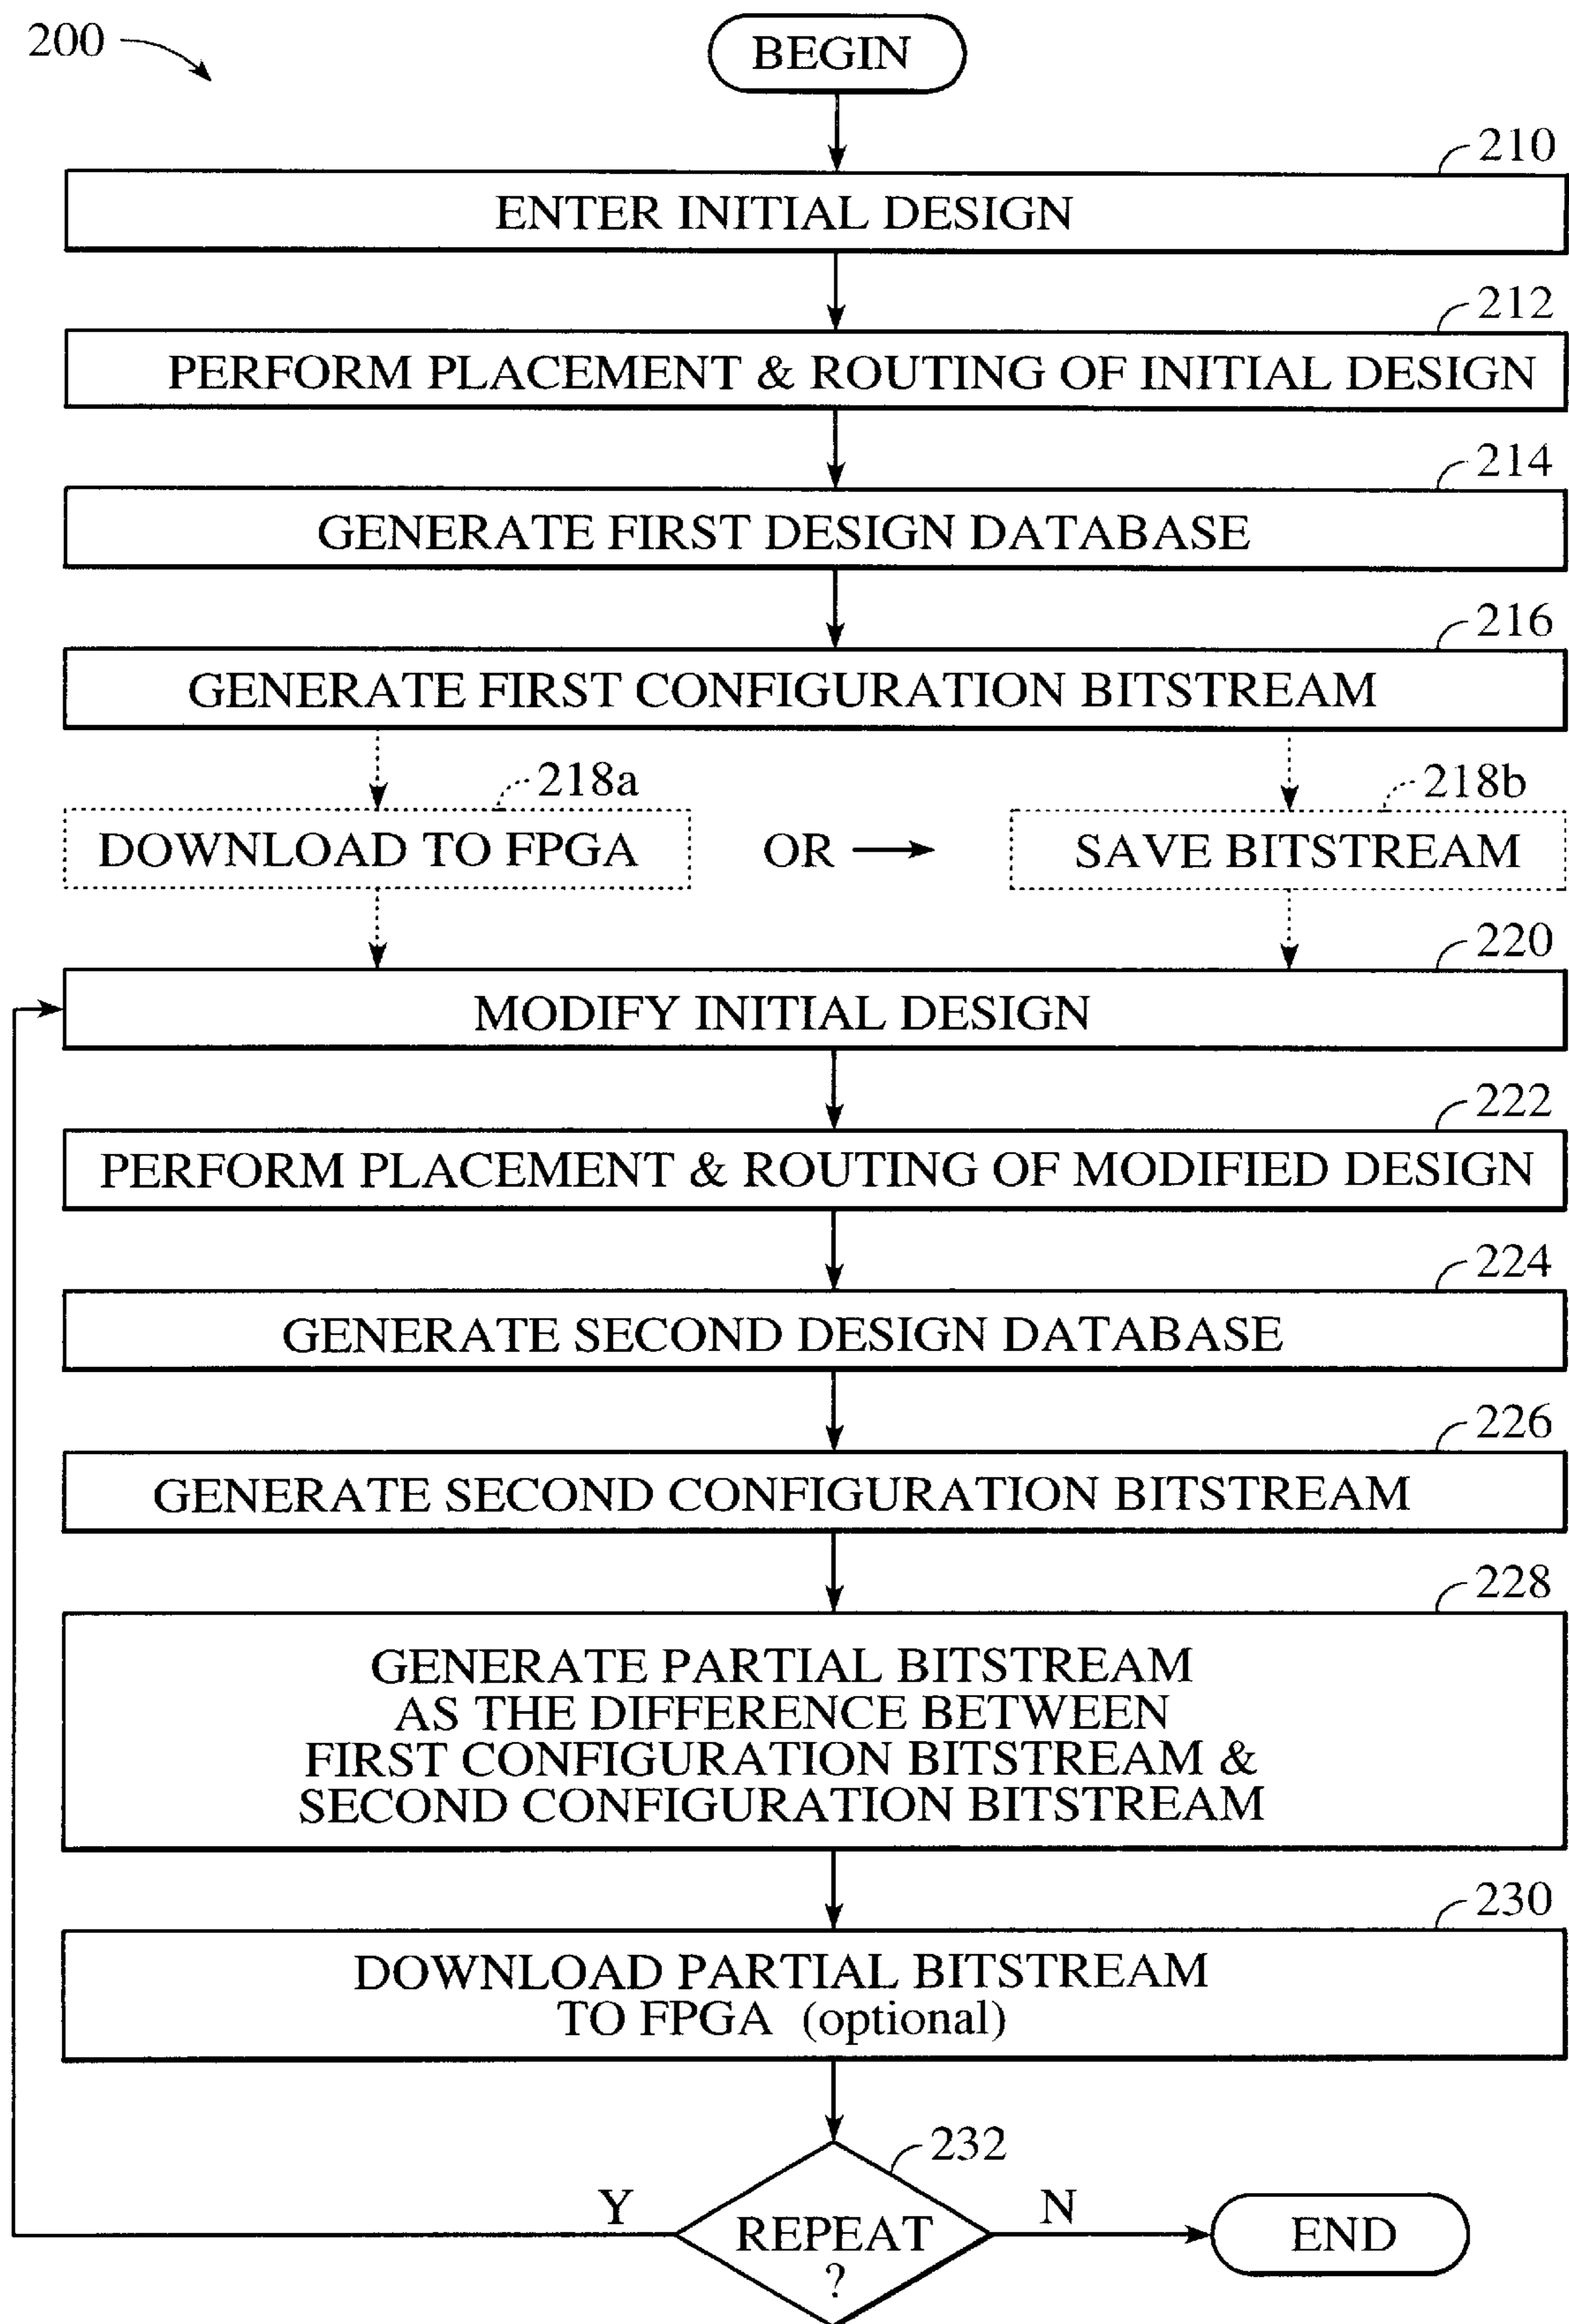 200
BEGIN
210
ENTER INITIAL DESIGN
212
PERFORM PLACEMENT & ROUTING OF INITIAL DESIGN
214
GENERATE FIRST DESIGN DATABASE
216
GENERATE FIRST CONFIGURATION BITSTREAM
218a
218b
DOWNLOAD TO FPGA OR SAVE BITSTREAM
220
MODIFY INITIAL DESIGN
222
PERFORM PLACEMENT & ROUTING OF MODIFIED DESIGN
224
GENERATE SECOND DESIGN DATABASE
226
GENERATE SECOND CONFIGURATION BITSTREAM
228
GENERATE PARTIAL BITSTREAM
AS THE DIFFERENCE BETWEEN
FIRST CONFIGURATION BITSTREAM &
SECOND CONFIGURATION BITSTREAM
230
DOWNLOAD PARTIAL BITSTREAM
TO FPGA (optional)
232
Y
N
REPEAT
?
END